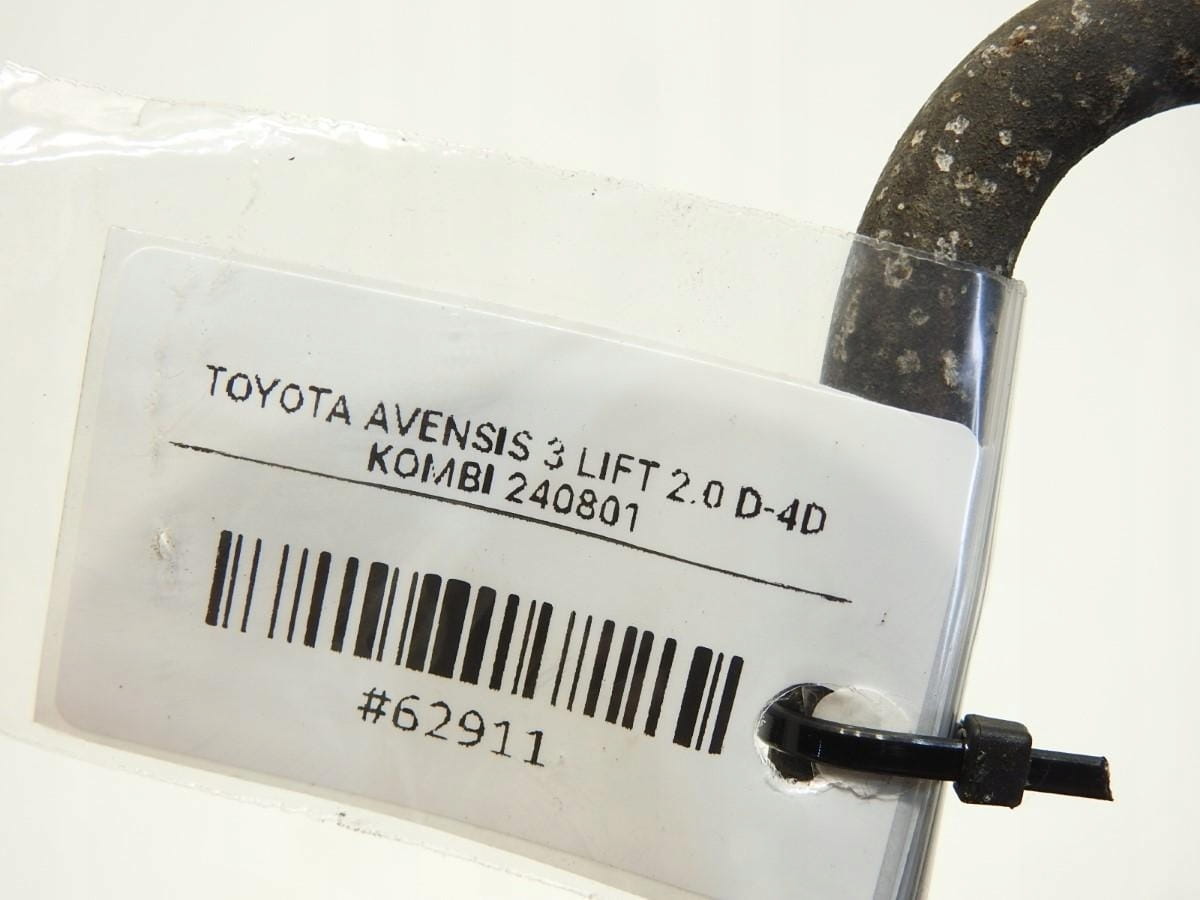 TOYOTA AVENSIS 3 LIFT 2.0 D-4D
KOMBI 240801
#62911